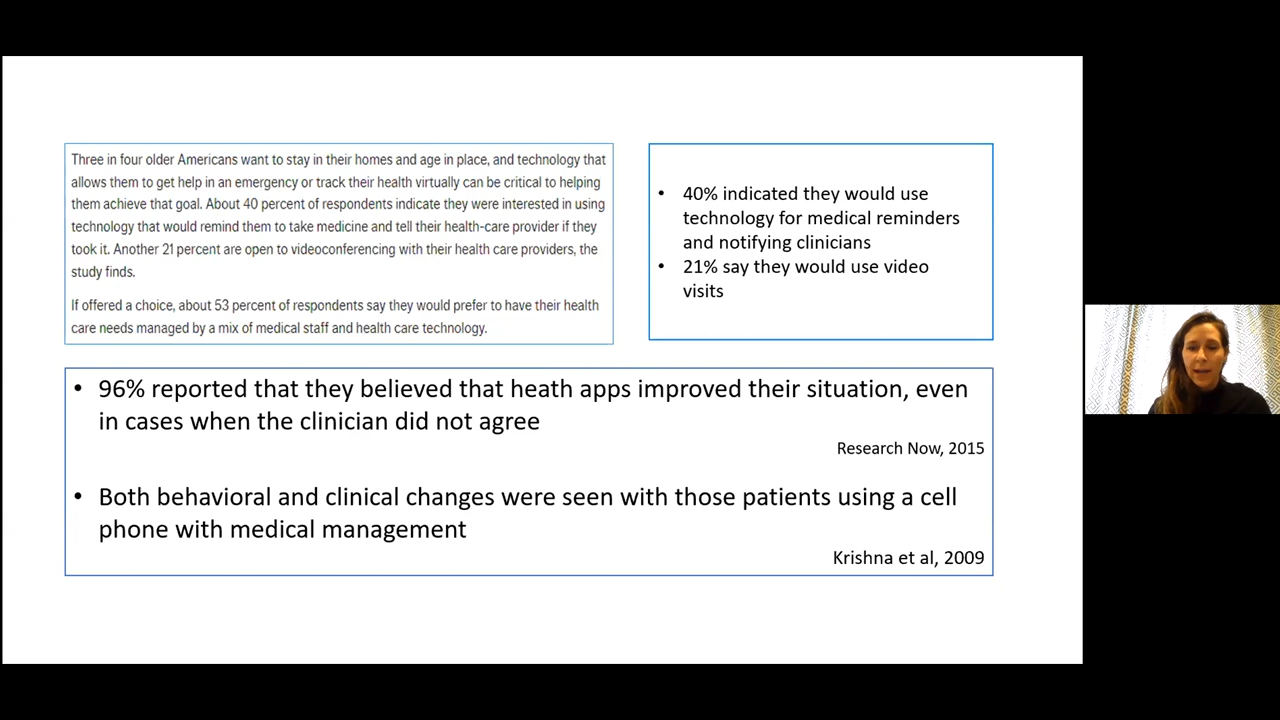 Three in four older Americans want to stay in their homes and age in place, and technology that
allows them to get help in an emergency or track their health virtually can be critical to helping
them achieve that goal. About 40 percent of respondents indicate they were interested in using
technology that would remind them to take medicine and tell their health-care provider if they
took it. Another 21 percent are open to videoconferencing with their health care providers, the
study finds.
If offered a choice, about 53 percent of respondents say they would prefer to have their health
care needs managed by a mix of medical staff and health care technology.
• 40% indicated they would use
technology for medical reminders
and notifying clinicians
• 21% say they would use video
visits
• 96% reported that they believed that heath apps improved their situation, even
in cases when the clinician did not agree
Research Now, 2015
• Both behavioral and clinical changes were seen with those patients using a cell
phone with medical management
Krishna et al, 2009